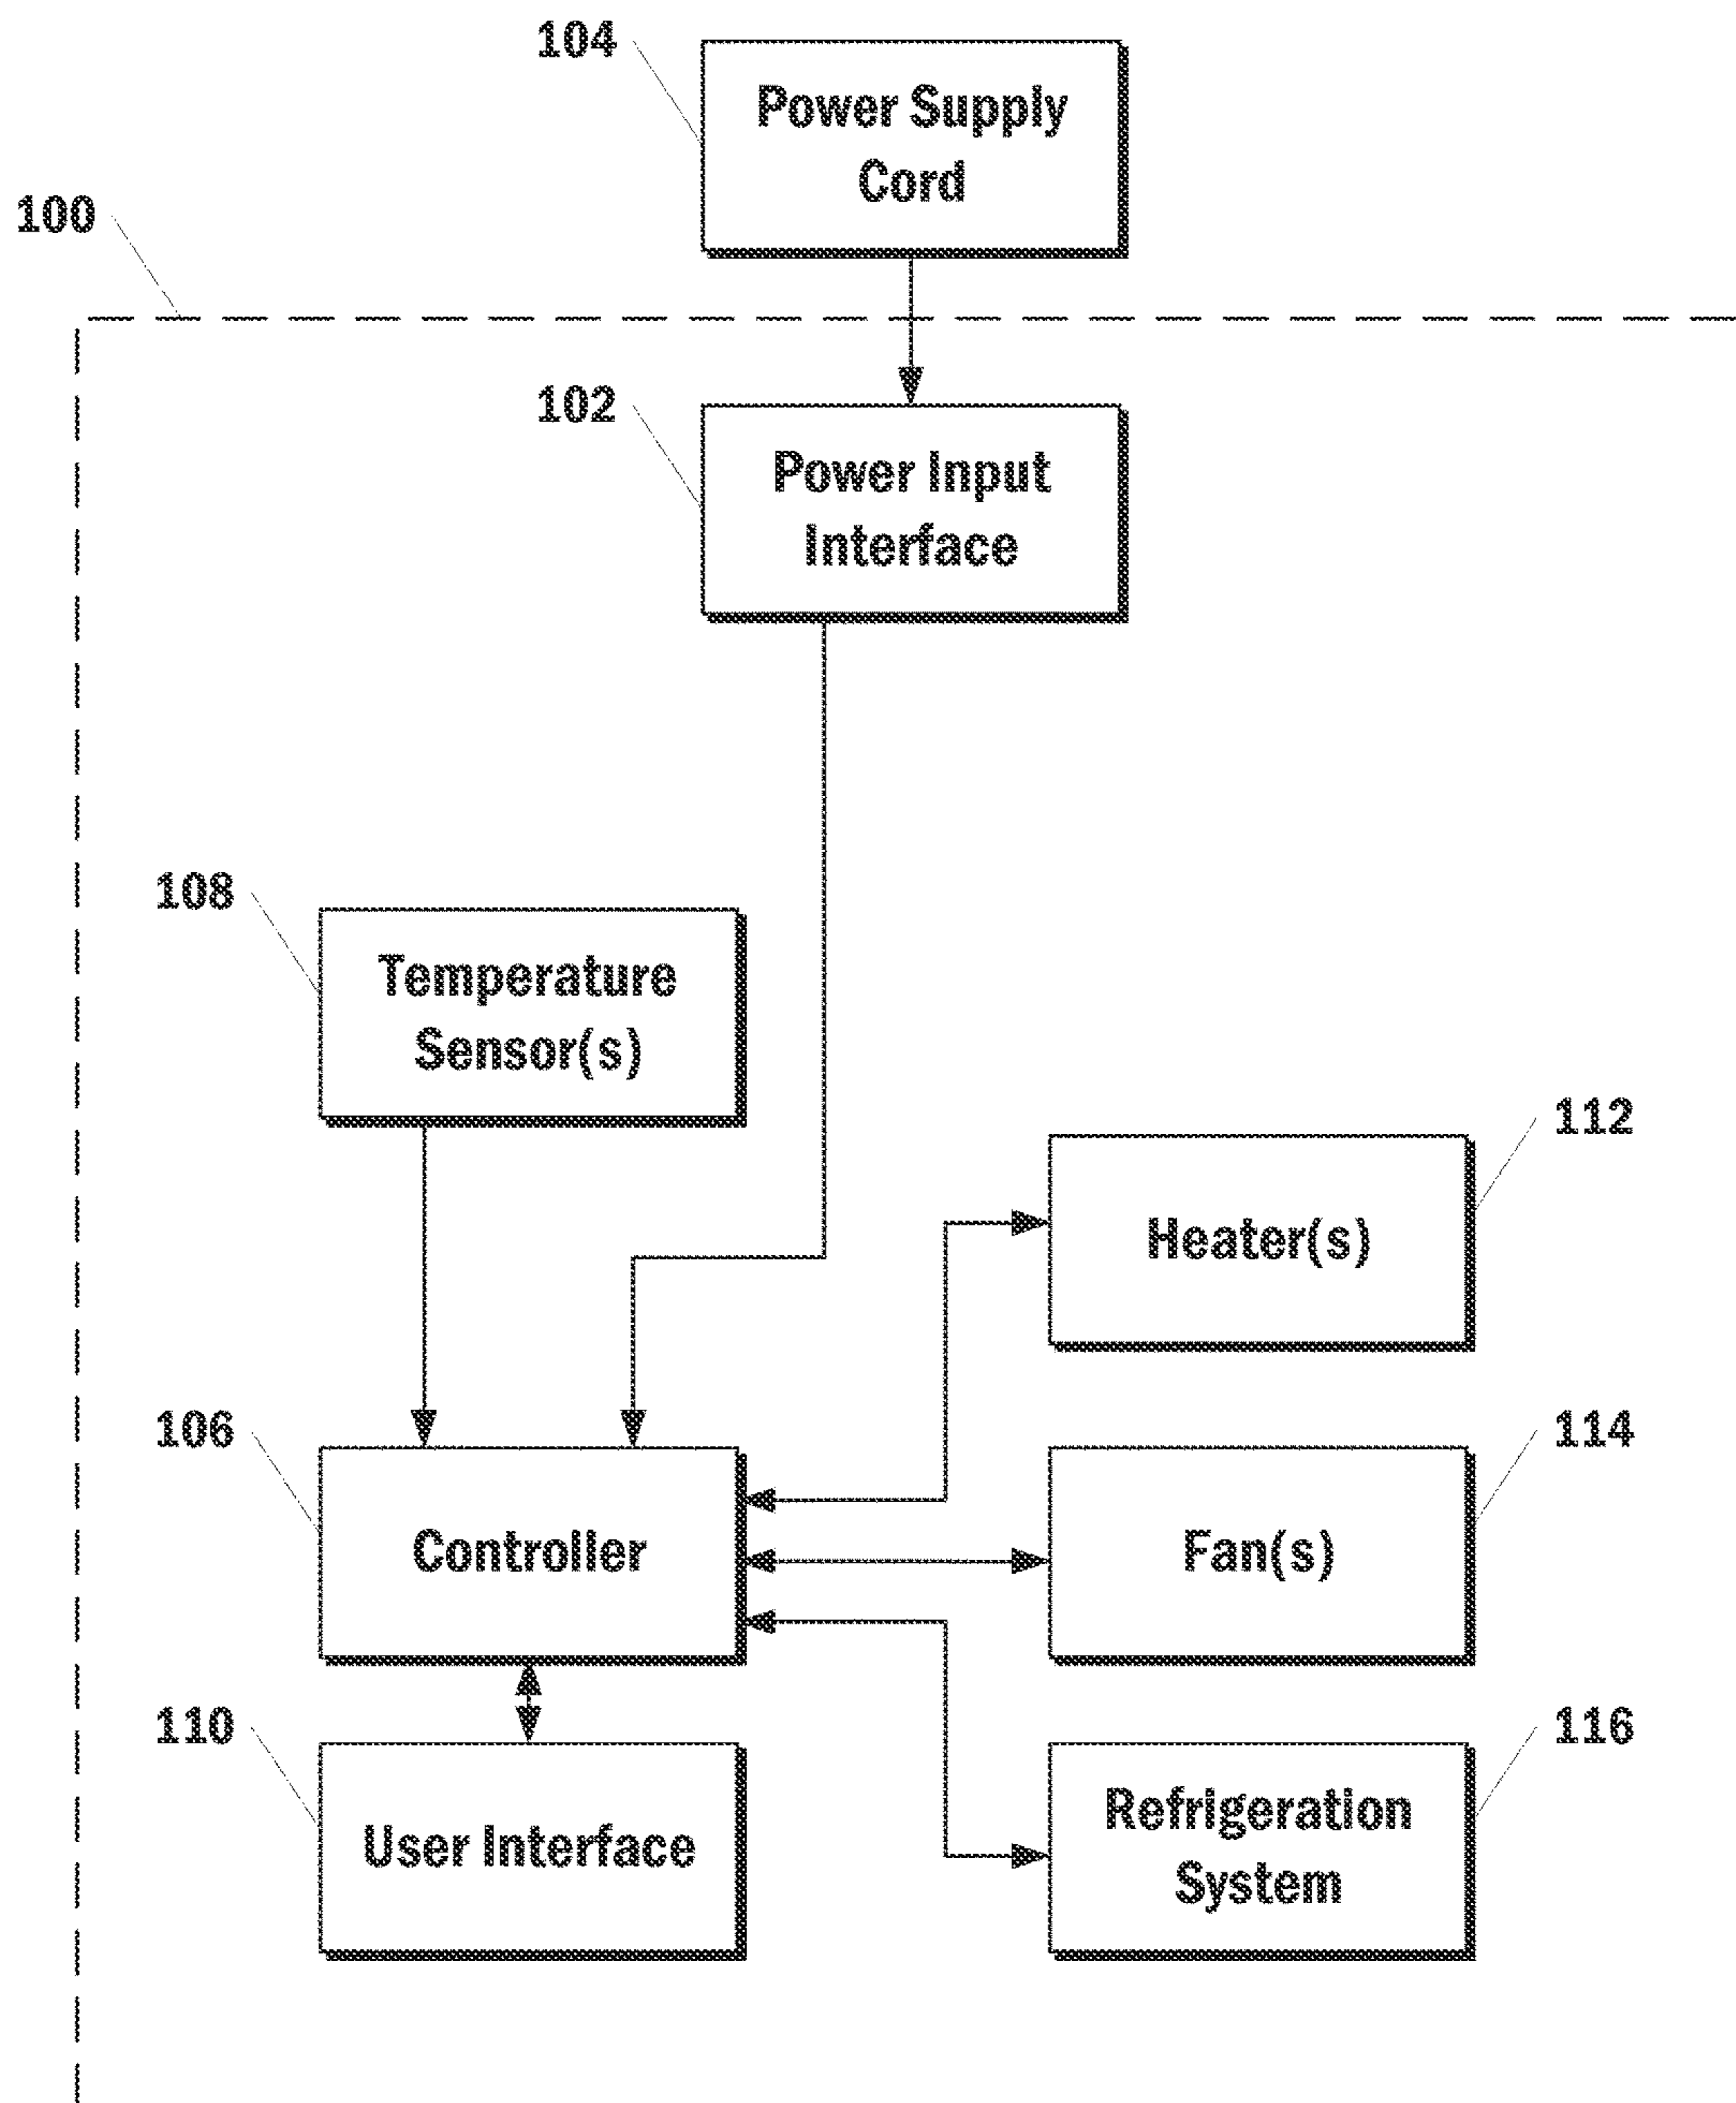 104
Power Supply
Cord
100
102
Power Input
Interface
108
Temperature
Sensor(s)
112
Heater(s)
106
Controller
114
Fan(s)
110
User Interface
116
Refrigeration
System